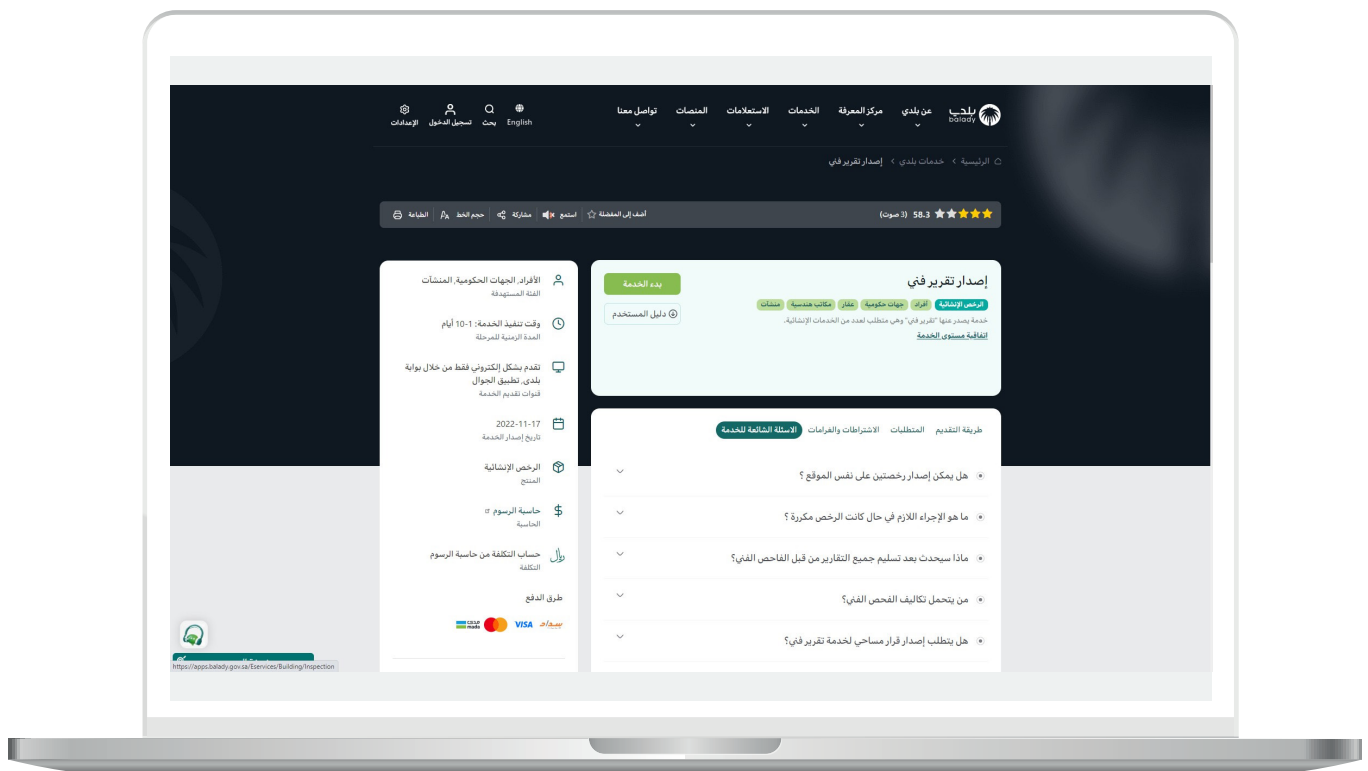 بلدي
balady
عن بلدي
مركز المعرفة
الخدمات
الاستعلامات
المنصات
تواصل معنا
English
بحث
تسجيل الدخول
الإعدادات
الرئيسية > خدمات بلدي > إصدار تقرير فني
58.3 (3 صوت)
أضف إلى المفضلة
استمع
مشاركة
حجم الخط
الطباعة
إصدار تقرير فني
الرخص الإنشائية
أفراد
جهات حكومية
عقار
مكاتب هندسية
منشآت
خدمة يصدر عنها "تقرير فني" وهي متطلب لعدد من الخدمات الإنشائية.
اتفاقية مستوى الخدمة
بدء الخدمة
دليل المستخدم
طريقة التقديم
المتطلبات
الاشتراطات والغرامات
الاسئلة الشائعة للخدمة
هل يمكن إصدار رخصتين على نفس الموقع ؟
ما هو الإجراء اللازم في حال كانت الرخص مكررة ؟
ماذا سيحدث بعد تسليم جميع التقارير من قبل الفاحص الفني؟
من يتحمل تكاليف الفحص الفني؟
هل يتطلب إصدار قرار مساحي لخدمة تقرير فني؟
الأفراد, الجهات الحكومية, المنشآت
الفئة المستهدفة
وقت تنفيذ الخدمة: 1-10 أيام
المدة الزمنية للمرحلة
تقدم بشكل إلكتروني فقط من خلال بوابة
بلدي, تطبيق الجوال
قنوات تقديم الخدمة
2022-11-17
تاريخ إصدار الخدمة
الرخص الإنشائية
المنتج
حاسبة الرسوم
الحاسبة
حساب التكلفة من حاسبة الرسوم
التكلفة
طرق الدفع
سداد
VISA
مدى
mada
https://apps.balady.gov.sa/Eservices/Building/Inspection